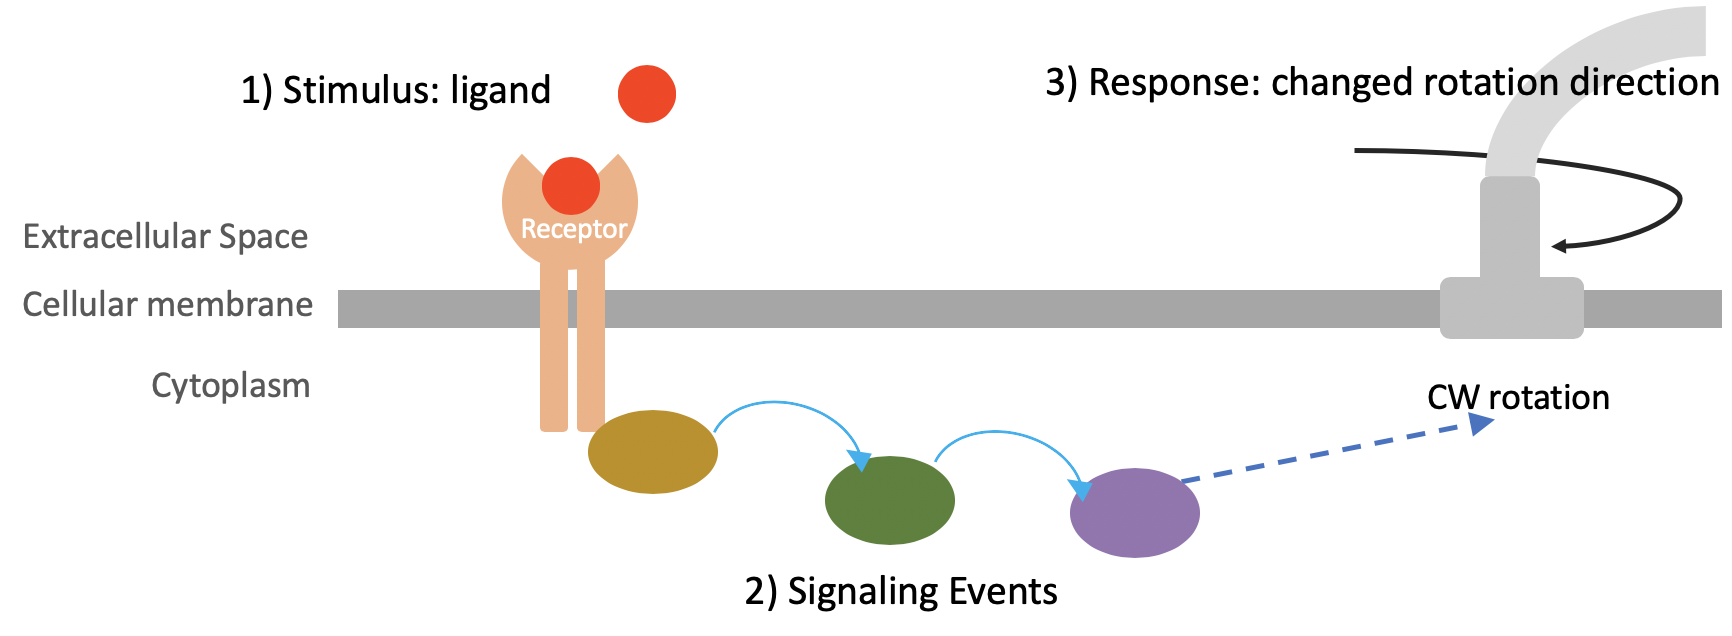 1) Stimulus: ligand
3) Response: changed rotation direction
Receptor
Extracellular Space
Cellular membrane
Cytoplasm
CW rotation
2) Signaling Events